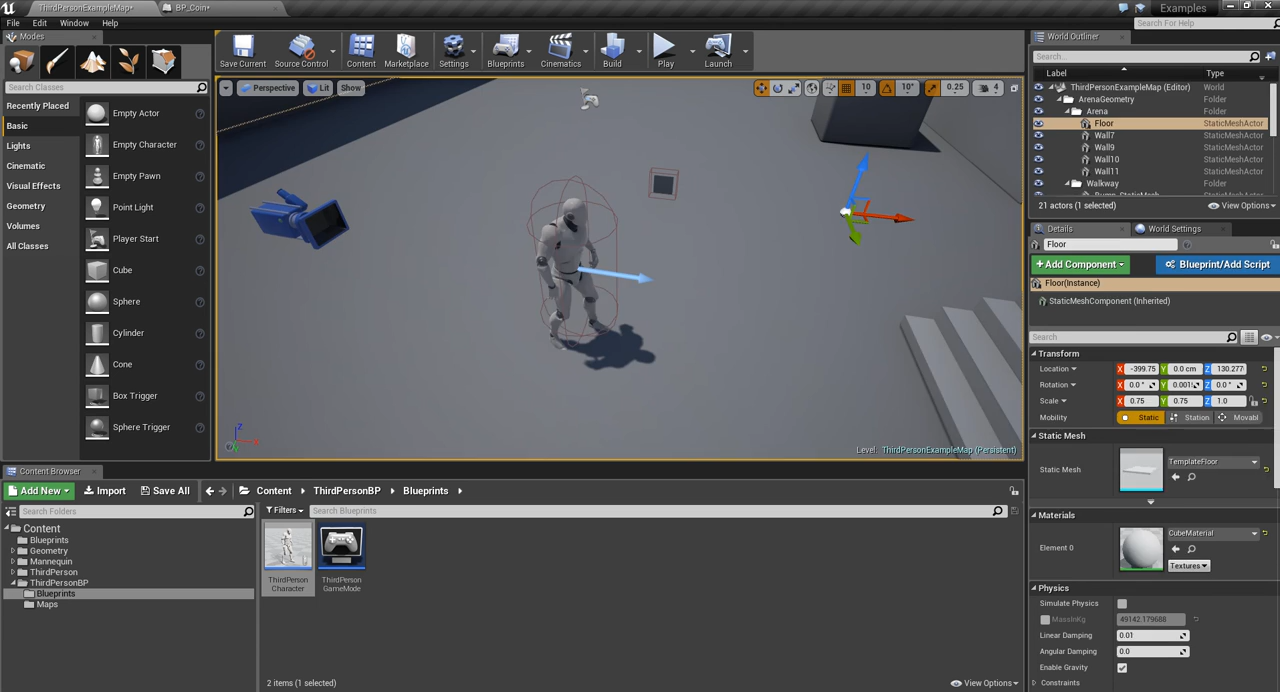 ThirdPersonExampleMap*
BP_Coin*
Examples
File
Edit
Window
Help
Search For Help
Modes
Search Classes
Recently Placed
Basic
Lights
Cinematic
Visual Effects
Geometry
Volumes
All Classes
Empty Actor
Empty Character
Empty Pawn
Point Light
Player Start
Cube
Sphere
Cylinder
Cone
Box Trigger
Sphere Trigger
Save Current
Source Control
Content
Marketplace
Settings
Blueprints
Cinematics
Build
Play
Launch
Perspective
Lit
Show
10
10°
0.25
4
Z
Level: ThirdPersonExampleMap (Persistent)
World Outliner
Search...
Label
Type
ThirdPersonExampleMap (Editor)
World
ArenaGeometry
Folder
Arena
Folder
Floor
StaticMeshActor
Wall7
StaticMeshActor
Wall9
StaticMeshActor
Wall10
StaticMeshActor
Wall11
StaticMeshActor
Walkway
Folder
21 actors (1 selected)
View Options
Details
World Settings
Floor
+Add Component
Blueprint/Add Script
Floor(Instance)
StaticMeshComponent (Inherited)
Search
Transform
Location
X -399.75
Y 0.0 cm
Z 130.277
Rotation
X 0.0 °
Y 0.001
Z 0.0 °
Scale
X 0.75
Y 0.75
Z 1.0
Mobility
Static
Station
Movabl
Static Mesh
Static Mesh
TemplateFloor
Materials
Element 0
CubeMaterial
Textures
Physics
Simulate Physics
MassInKg
49142.179688
Linear Damping
0.01
Angular Damping
0.0
Enable Gravity
Constraints
Content Browser
Add New
Import
Save All
Content
ThirdPersonBP
Blueprints
Search Folders
Filters
Search Blueprints
Content
Blueprints
Geometry
Mannequin
ThirdPerson
ThirdPersonBP
Blueprints
Maps
ThirdPerson
Character
ThirdPerson
GameMode
2 items (1 selected)
View Options